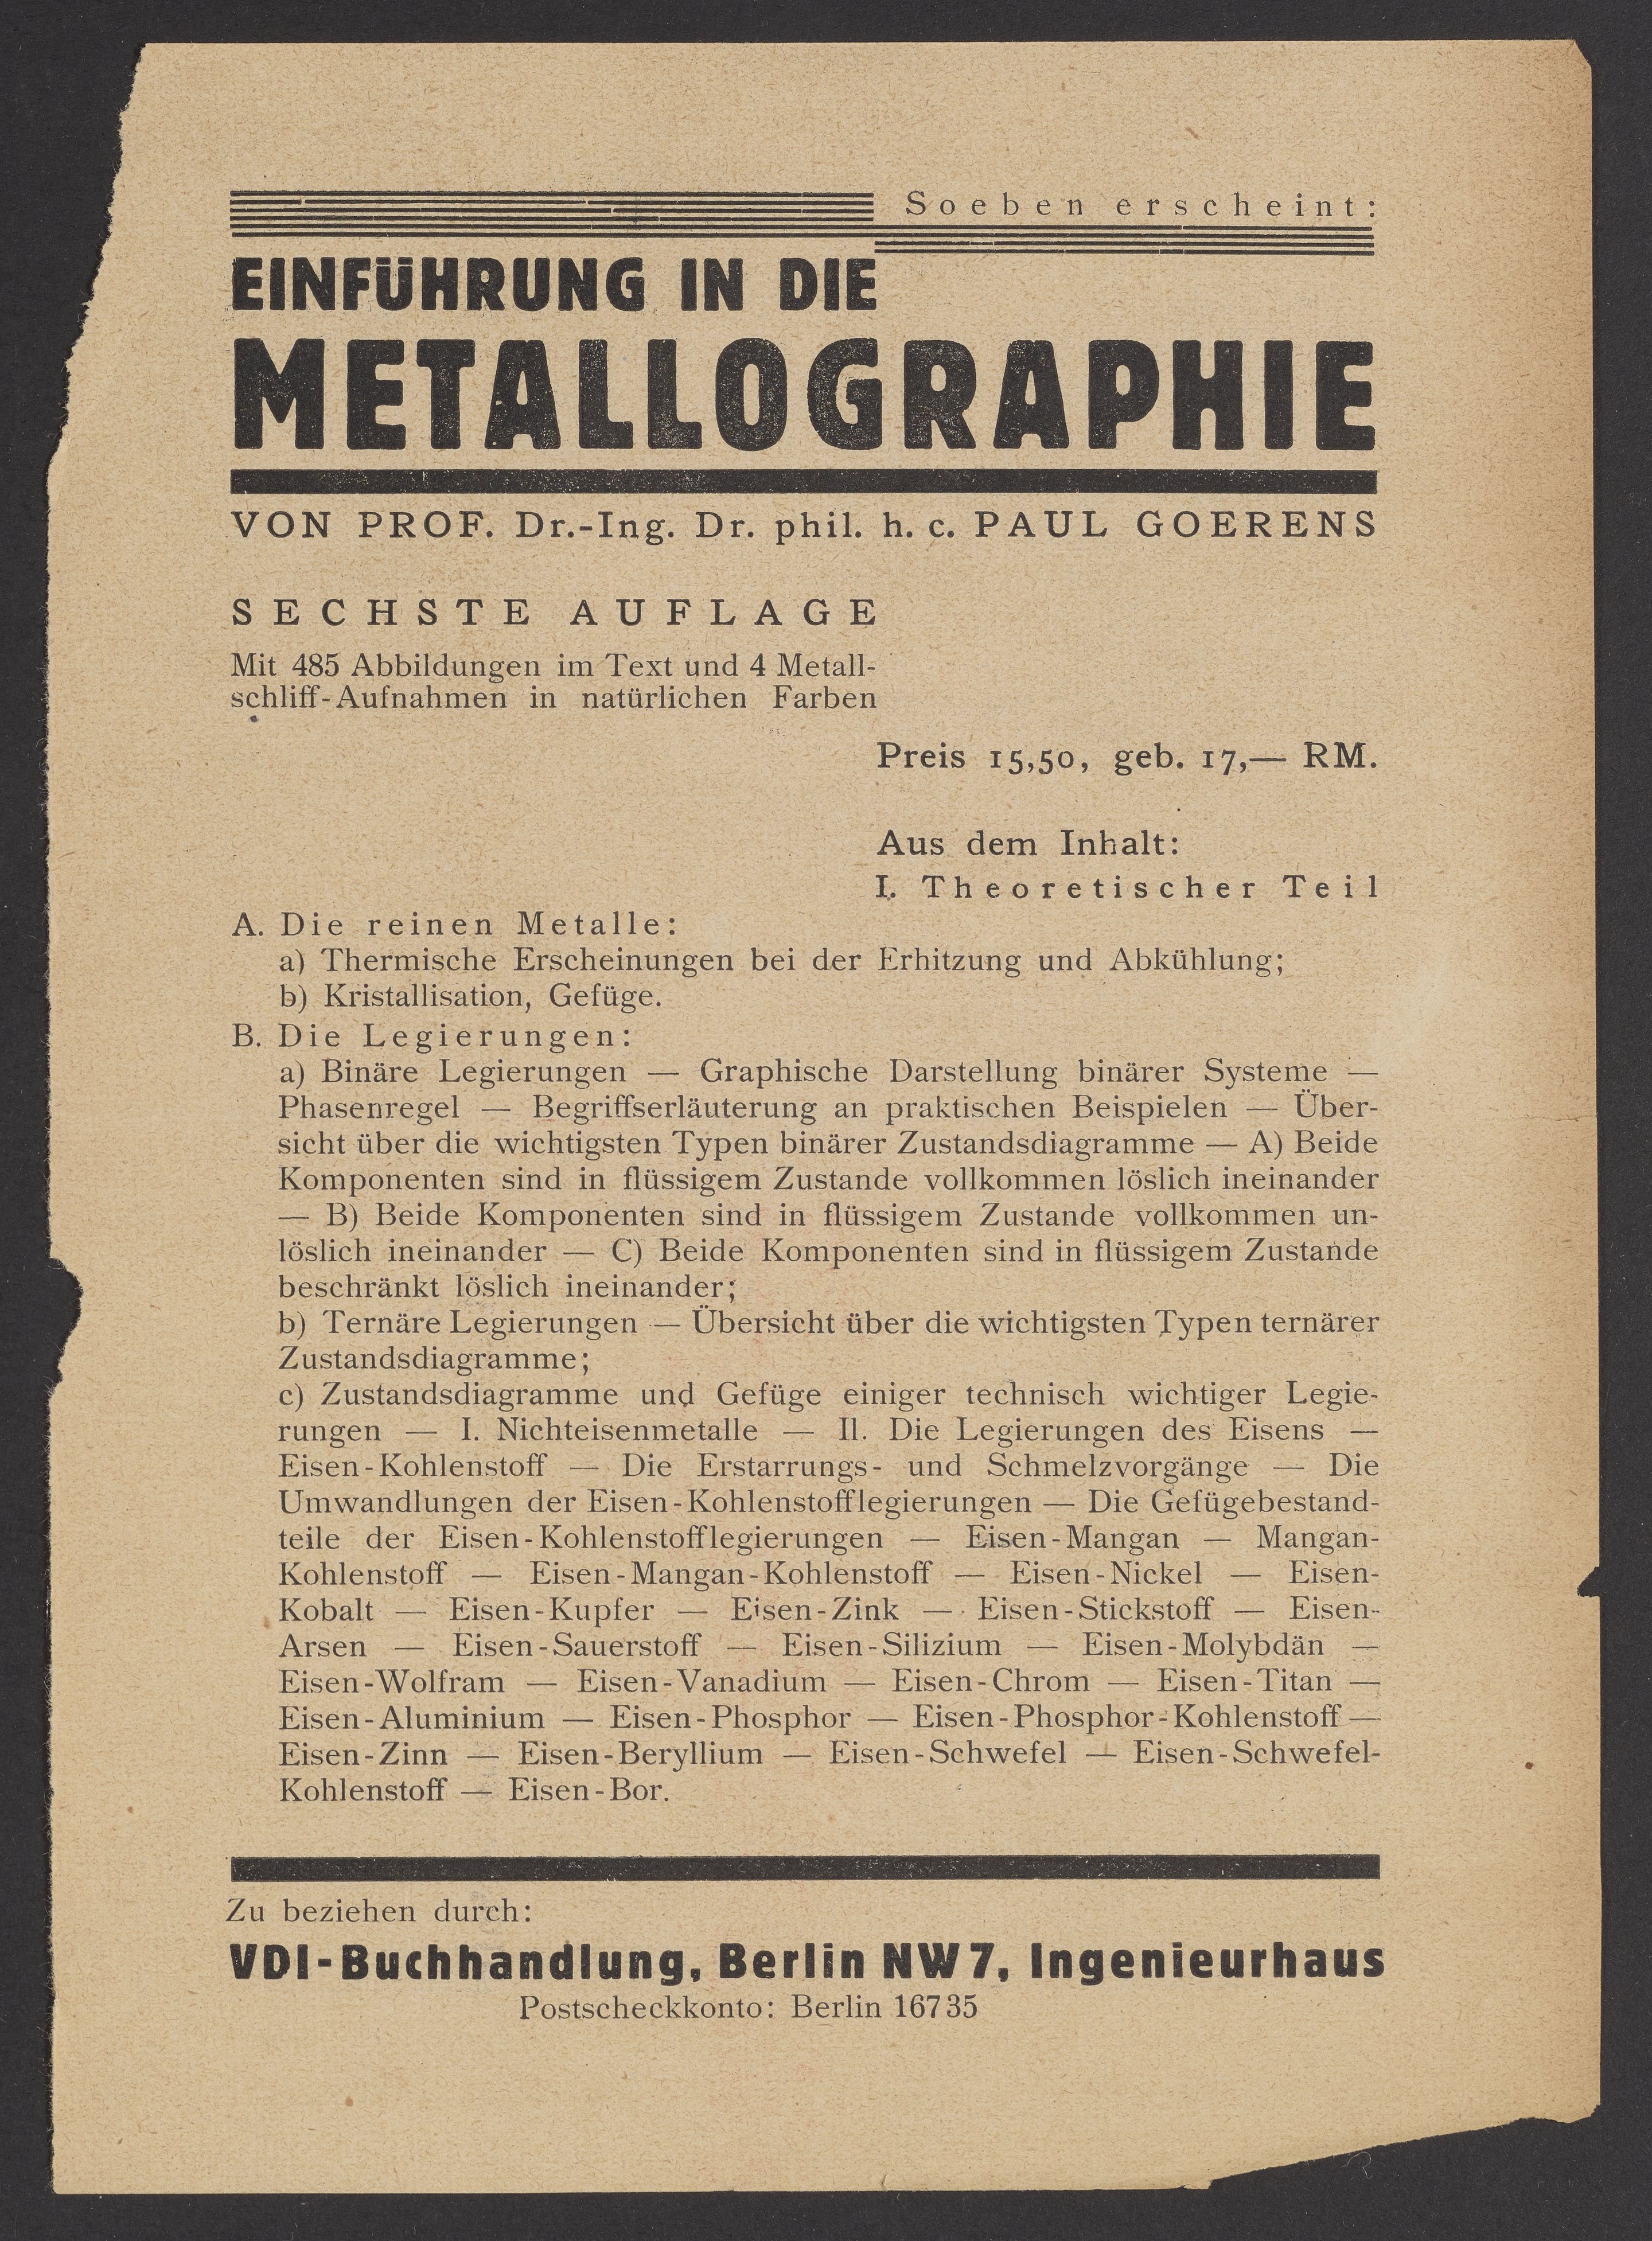 Soeben erscheint:
EINFÜHRUNG IN DIE
METALLOGRAPHIE
VON PROF. Dr.-Ing. Dr. phil. h. c. PAUL GOERENS
SECHSTE AUFLAGE
Mit 485 Abbildungen im Text und 4 Metall-
schliff-Aufnahmen in natürlichen Farben
Preis 15,50, geb. 17,— RM.
Aus dem Inhalt:
I. Theoretischer Teil
A. Die reinen Metalle:
a) Thermische Erscheinungen bei der Erhitzung und Abkühlung;
b) Kristallisation, Gefüge.
B. Die Legierungen:
a) Binäre Legierungen — Graphische Darstellung binärer Systeme —
Phasenregel — Begriffserläuterung an praktischen Beispielen — Über-
sicht über die wichtigsten Typen binärer Zustandsdiagramme — A) Beide
Komponenten sind in flüssigem Zustande vollkommen löslich ineinander
— B) Beide Komponenten sind in flüssigem Zustande vollkommen un-
löslich ineinander — C) Beide Komponenten sind in flüssigem Zustande
beschränkt löslich ineinander;
b) Ternäre Legierungen — Übersicht über die wichtigsten Typen ternärer
Zustandsdiagramme;
c) Zustandsdiagramme und Gefüge einiger technisch wichtiger Legie-
rungen — I. Nichteisenmetalle — II. Die Legierungen des Eisens —
Eisen-Kohlenstoff — Die Erstarrungs- und Schmelzvorgänge — Die
Umwandlungen der Eisen-Kohlenstofflegierungen — Die Gefügebestand-
teile der Eisen-Kohlenstofflegierungen — Eisen-Mangan — Mangan-
Kohlenstoff — Eisen-Mangan-Kohlenstoff — Eisen-Nickel — Eisen-
Kobalt — Eisen-Kupfer — Eisen-Zink — Eisen-Stickstoff — Eisen-
Arsen — Eisen-Sauerstoff — Eisen-Silizium — Eisen-Molybdän —
Eisen-Wolfram — Eisen-Vanadium — Eisen-Chrom — Eisen-Titan —
Eisen-Aluminium — Eisen-Phosphor — Eisen-Phosphor-Kohlenstoff —
Eisen-Zinn — Eisen-Beryllium — Eisen-Schwefel — Eisen-Schwefel-
Kohlenstoff — Eisen-Bor.
Zu beziehen durch:
VDI-Buchhandlung, Berlin NW 7, Ingenieurhaus
Postscheckkonto: Berlin 16735